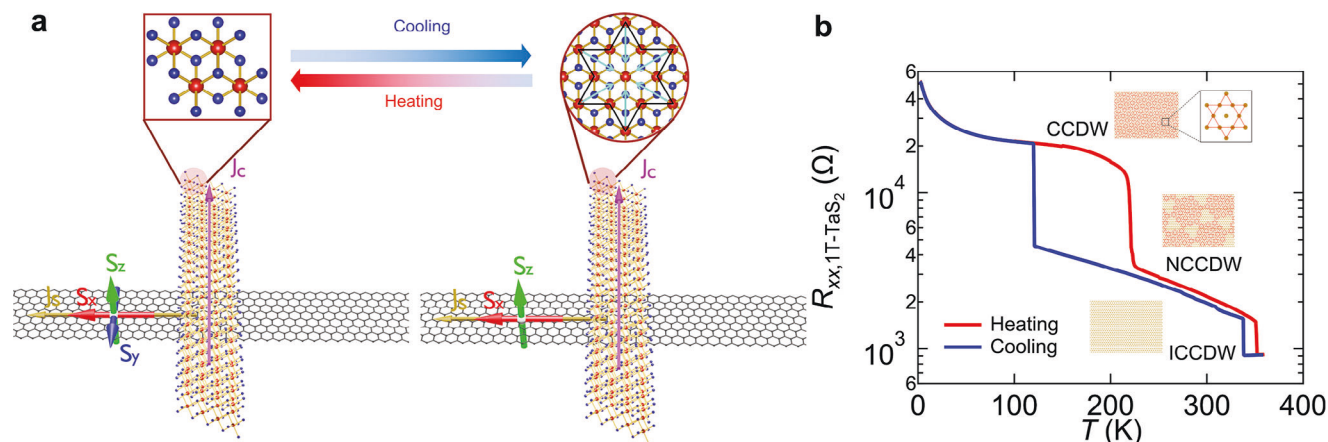 a
Cooling
Heating
Jc
Sz
Js
Sx
Sy
Jc
Sz
Js
Sx
b
Rxx,1T-TaS2 (Ω)
6
4
2
10^4
6
4
2
10^3
6
CCDW
NCCDW
ICCDW
Heating
Cooling
0
100
200
300
400
T (K)